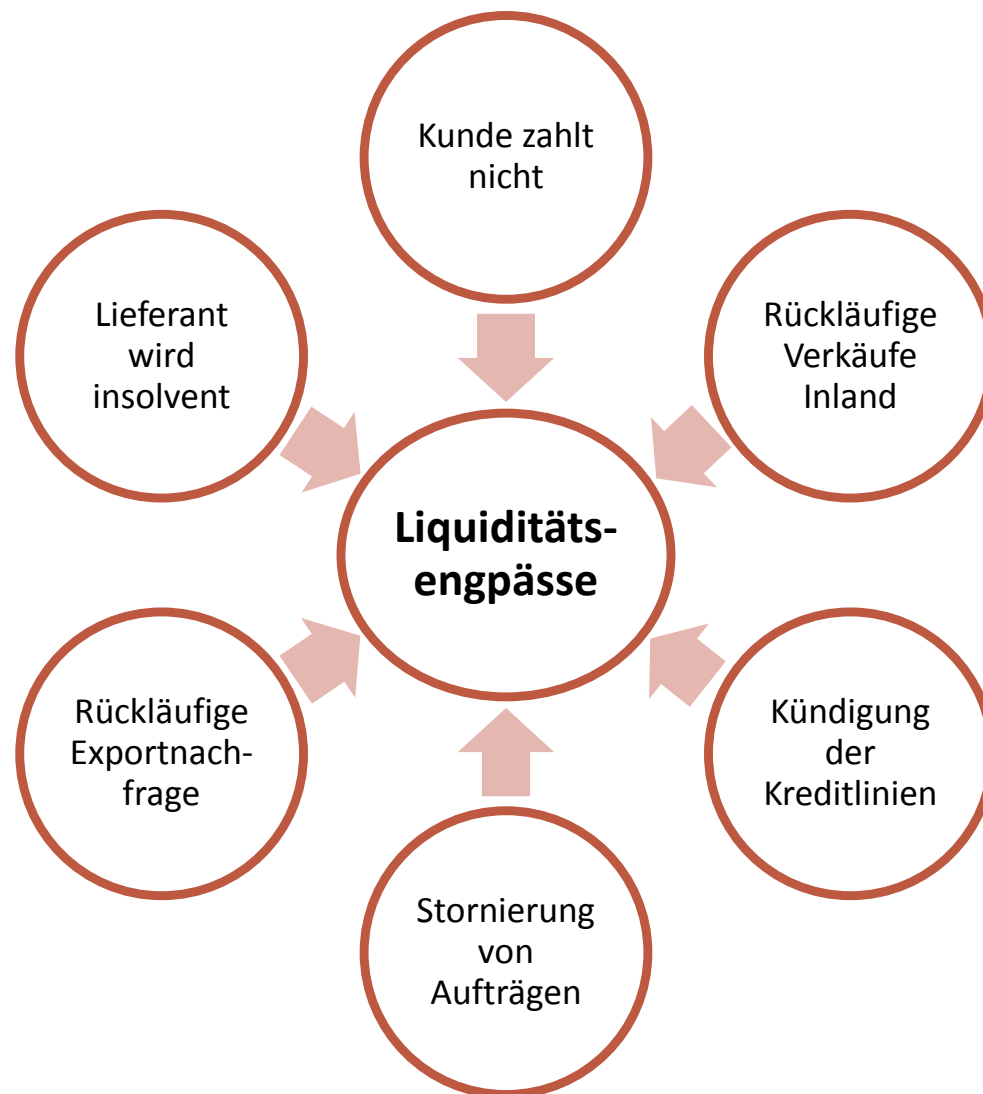 Kunde zahlt
nicht
Rückläufige
Verkäufe
Inland
Kündigung
der
Kreditlinien
Stornierung
von
Aufträgen
Rückläufige
Exportnach-
frage
Lieferant
wird
insolvent
Liquiditäts-
engpässe